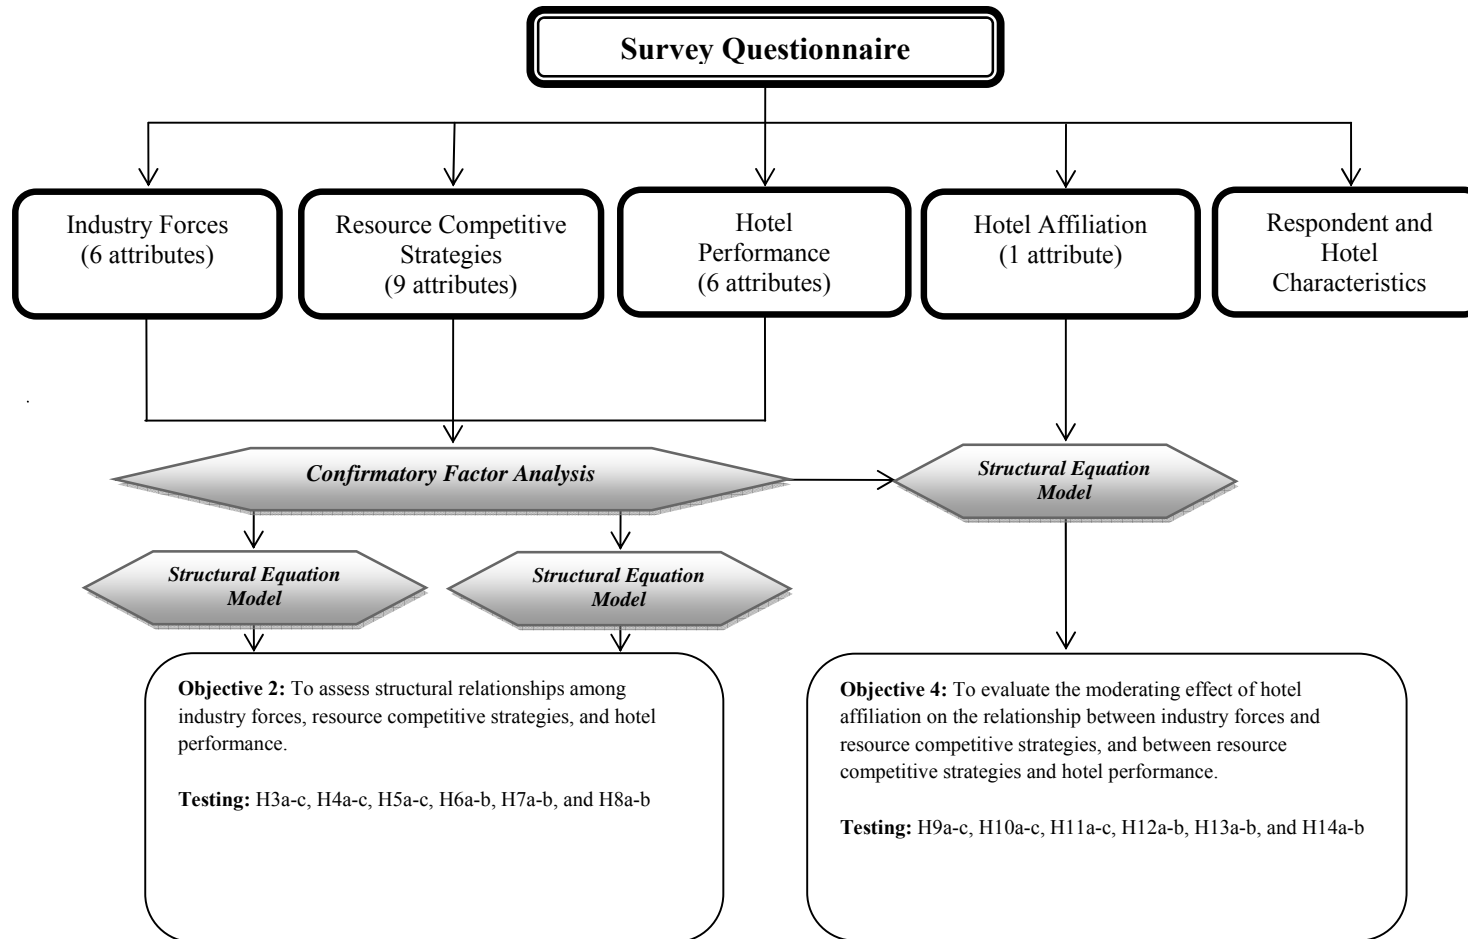 Survey Questionnaire
Industry Forces
(6 attributes)
Resource Competitive
Strategies
(9 attributes)
Hotel
Performance
(6 attributes)
Hotel Affiliation
(1 attribute)
Respondent and
Hotel
Characteristics
Confirmatory Factor Analysis
Structural Equation
Model
Structural Equation
Model
Structural Equation
Model
Objective 2: To assess structural relationships among
industry forces, resource competitive strategies, and hotel
performance.
Testing: H3a-c, H4a-c, H5a-c, H6a-b, H7a-b, and H8a-b
Objective 4: To evaluate the moderating effect of hotel
affiliation on the relationship between industry forces and
resource competitive strategies, and between resource
competitive strategies and hotel performance.
Testing: H9a-c, H10a-c, H11a-c, H12a-b, H13a-b, and H14a-b